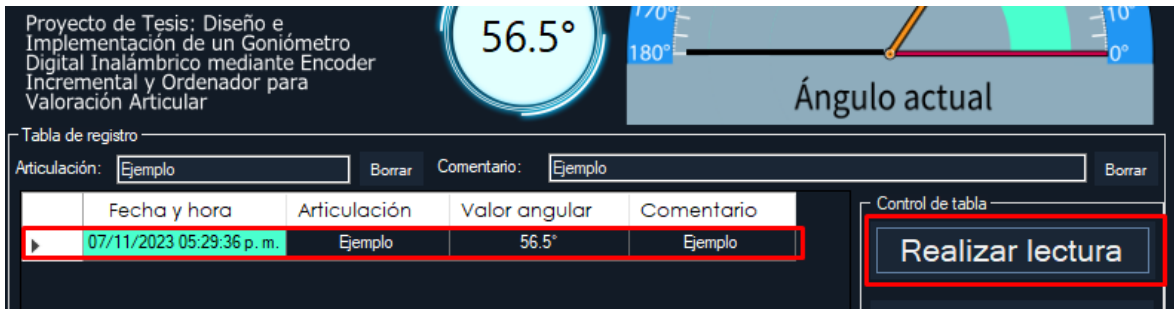 Proyecto de Tesis: Diseño e
Implementación de un Goniómetro
Digital Inalámbrico mediante Encoder
Incremental y Ordenador para
Valoración Articular
56.5°
170°
180°
10°
0°
Ángulo actual
Tabla de registro
Articulación: Ejemplo Borrar Comentario: Ejemplo Borrar
Fecha y hora Articulación Valor angular Comentario
07/11/2023 05:29:36 p. m. Ejemplo 56.5° Ejemplo
Control de tabla
Realizar lectura